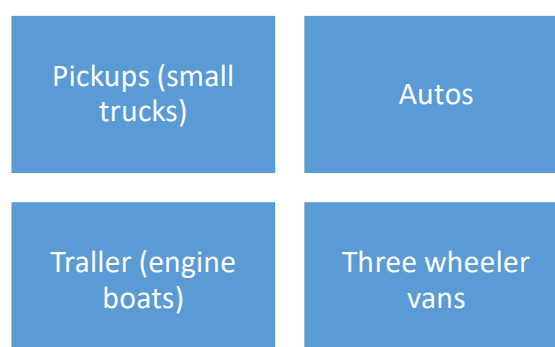 Pickups (small
trucks)
Autos
Traller (engine
boats)
Three wheeler
vans